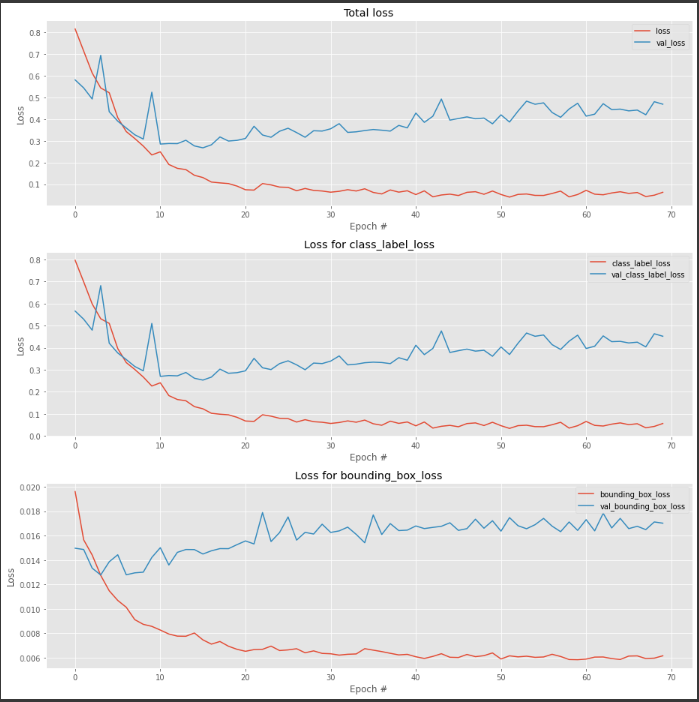 Total loss
loss
val_loss
0.8
0.7
0.6
0.5
0.4
0.3
0.2
0.1
Loss
0 10 20 30 40 50 60 70
Epoch #
Loss for class_label_loss
class_label_loss
val_class_label_loss
0.8
0.7
0.6
0.5
0.4
0.3
0.2
0.1
0.0
Loss
0 10 20 30 40 50 60 70
Epoch #
Loss for bounding_box_loss
bounding_box_loss
val_bounding_box_loss
0.020
0.018
0.016
0.014
0.012
0.010
0.008
0.006
Loss
0 10 20 30 40 50 60 70
Epoch #